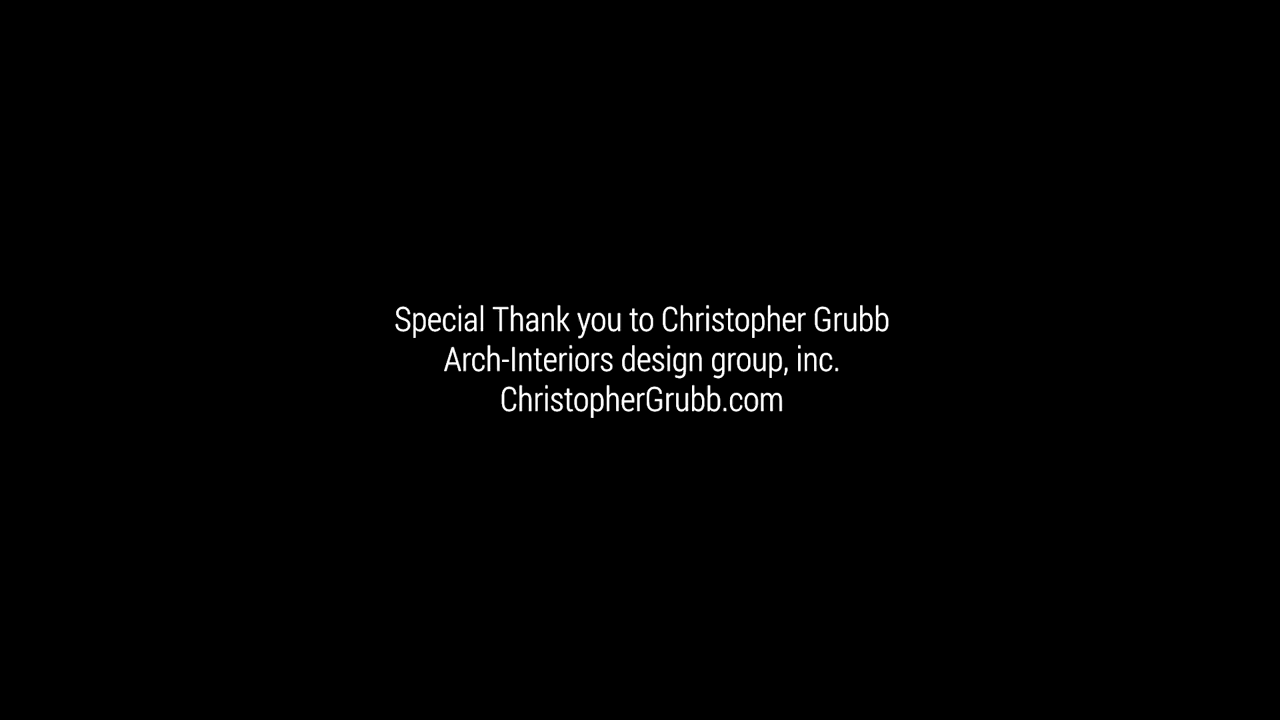 Special Thank you to Christopher Grubb
Arch-Interiors design group, inc.
ChristopherGrubb.com